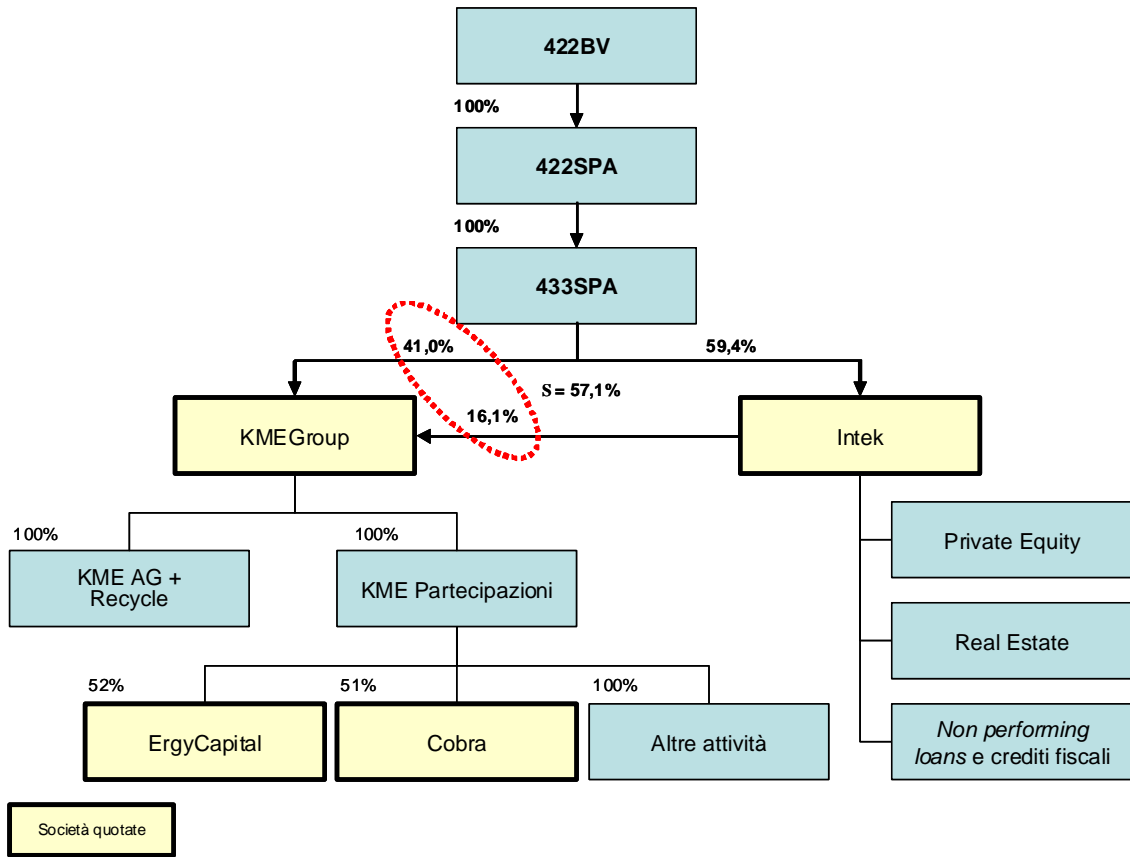 422BV
100%
422SPA
100%
433SPA
41,0%
59,4%
S = 57,1%
16,1%
KMEGroup
Intek
100%
100%
KME AG +
Recycle
KME Partecipazioni
Private Equity
Real Estate
52%
51%
100%
ErgyCapital
Cobra
Altre attività
Non performing
loans e crediti fiscali
Società quotate